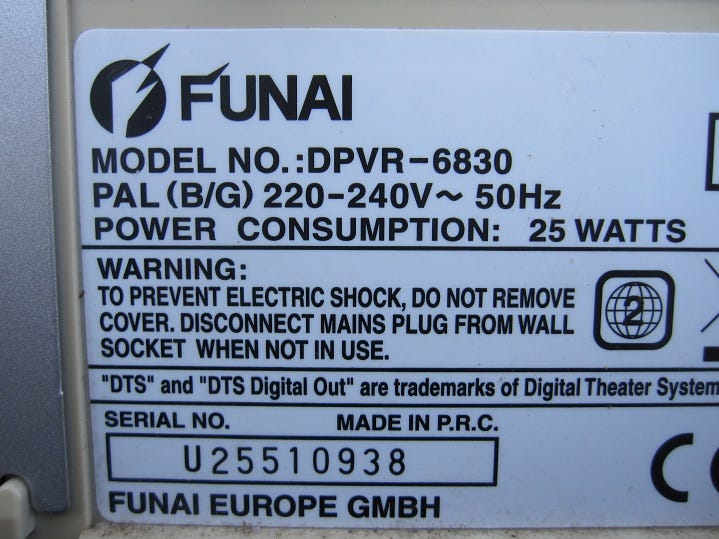 FUNAI
MODEL NO.:DPVR-6830
PAL (B/G) 220-240V~ 50Hz
POWER CONSUMPTION: 25 WATTS
WARNING:
TO PREVENT ELECTRIC SHOCK, DO NOT REMOVE
COVER. DISCONNECT MAINS PLUG FROM WALL
SOCKET WHEN NOT IN USE.
2
"DTS" and "DTS Digital Out" are trademarks of Digital Theater System
SERIAL NO. MADE IN P.R.C.
U25510938
FUNAI EUROPE GMBH